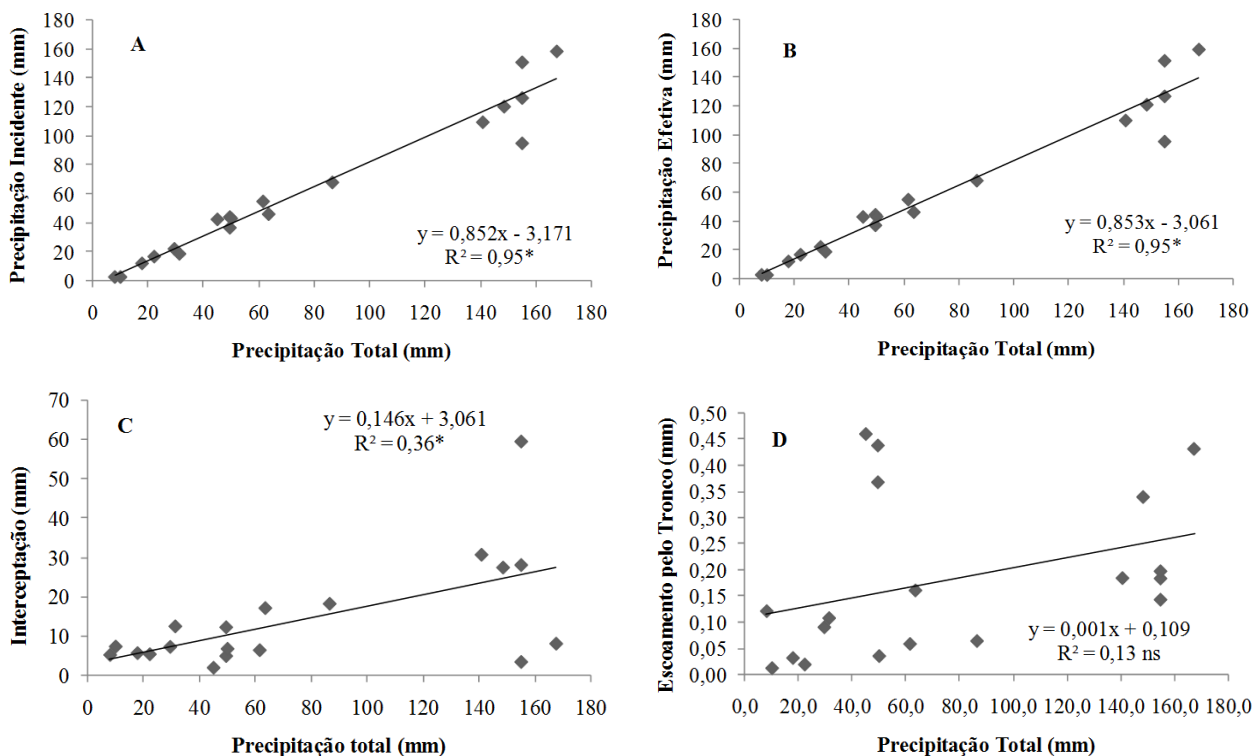 A
Precipitação Incidente (mm)
180
160
140
120
100
80
60
40
20
0
y = 0,852x - 3,171
R² = 0,95*
0 20 40 60 80 100 120 140 160 180
Precipitação Total (mm)
B
Precipitação Efetiva (mm)
180
160
140
120
100
80
60
40
20
0
y = 0,853x - 3,061
R² = 0,95*
0 20 40 60 80 100 120 140 160 180
Precipitação Total (mm)
C
Interceptação (mm)
70
60
50
40
30
20
10
0
y = 0,146x + 3,061
R² = 0,36*
0 20 40 60 80 100 120 140 160 180
Precipitação total (mm)
D
Escoamento pelo Tronco (mm)
0,50
0,45
0,40
0,35
0,30
0,25
0,20
0,15
0,10
0,05
0,00
y = 0,001x + 0,109
R² = 0,13 ns
0,0 20,0 40,0 60,0 80,0 100,0 120,0 140,0 160,0 180,0
Precipitação Total (mm)